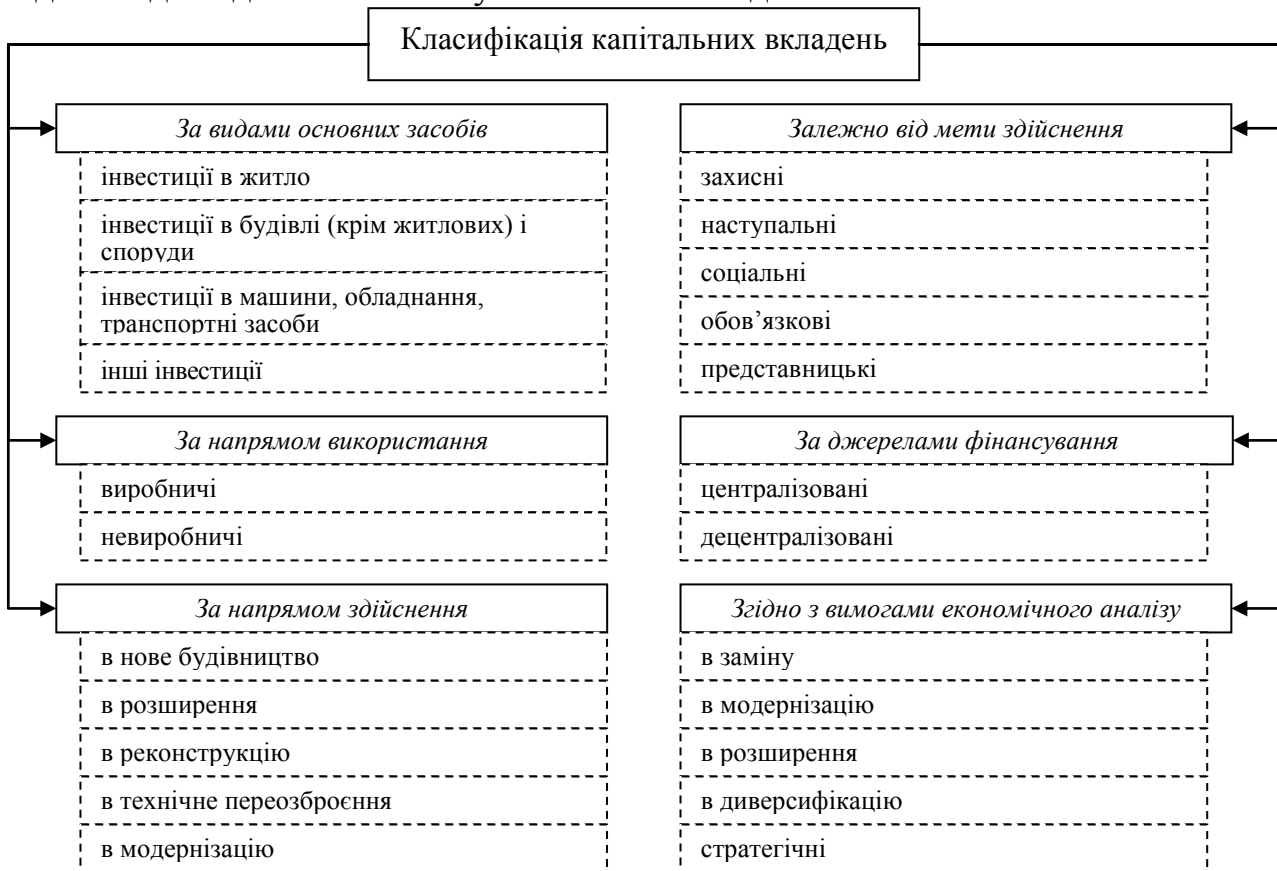 Класифікація капітальних вкладень
За видами основних засобів
інвестиції в житло
інвестиції в будівлі (крім житлових) і
споруди
інвестиції в машини, обладнання,
транспортні засоби
інші інвестиції
За напрямом використання
виробничі
невиробничі
За напрямом здійснення
в нове будівництво
в розширення
в реконструкцію
в технічне переозброєння
в модернізацію
Залежно від мети здійснення
захисні
наступальні
соціальні
обов’язкові
представницькі
За джерелами фінансування
централізовані
децентралізовані
Згідно з вимогами економічного аналізу
в заміну
в модернізацію
в розширення
в диверсифікацію
стратегічні